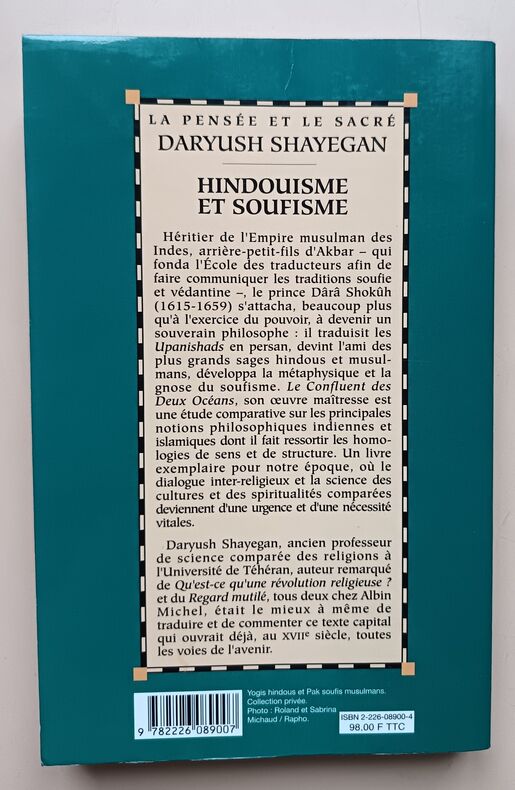 LA PENSÉE ET LE SACRÉ
DARYUSH SHAYEGAN
HINDOUISME
ET SOUFISME
Héritier de l'Empire musulman des
Indes, arrière-petit-fils d'Akbar – qui
fonda l'École des traducteurs afin de
faire communiquer les traditions soufie
et védantine –, le prince Dârâ Shokûh
(1615-1659) s'attacha, beaucoup plus
qu'à l'exercice du pouvoir, à devenir un
souverain philosophe : il traduisit les
Upanishads en persan, devint l'ami des
plus grands sages hindous et musul-
mans, développa la métaphysique et la
gnose du soufisme. Le Confluent des
Deux Océans, son œuvre maîtresse est
une étude comparative sur les principales
notions philosophiques indiennes et
islamiques dont il fait ressortir les homo-
logies de sens et de structure. Un livre
exemplaire pour notre époque, où le
dialogue inter-religieux et la science des
cultures et des spiritualités comparées
deviennent d'une urgence et d'une nécessité
vitales.
Daryush Shayegan, ancien professeur
de science comparée des religions à
l'Université de Téhéran, auteur remarqué
de Qu'est-ce qu'une révolution religieuse ?
et du Regard mutilé, tous deux chez Albin
Michel, était le mieux à même de
traduire et de commenter ce texte capital
qui ouvrait déjà, au XVIIe siècle, toutes
les voies de l'avenir.
Yogis hindous et Pak soufis musulmans.
Collection privée.
Photo : Roland et Sabrina
Michaud / Rapho.
9 782226 089007
ISBN 2-226-08900-4
98.00 F TTC